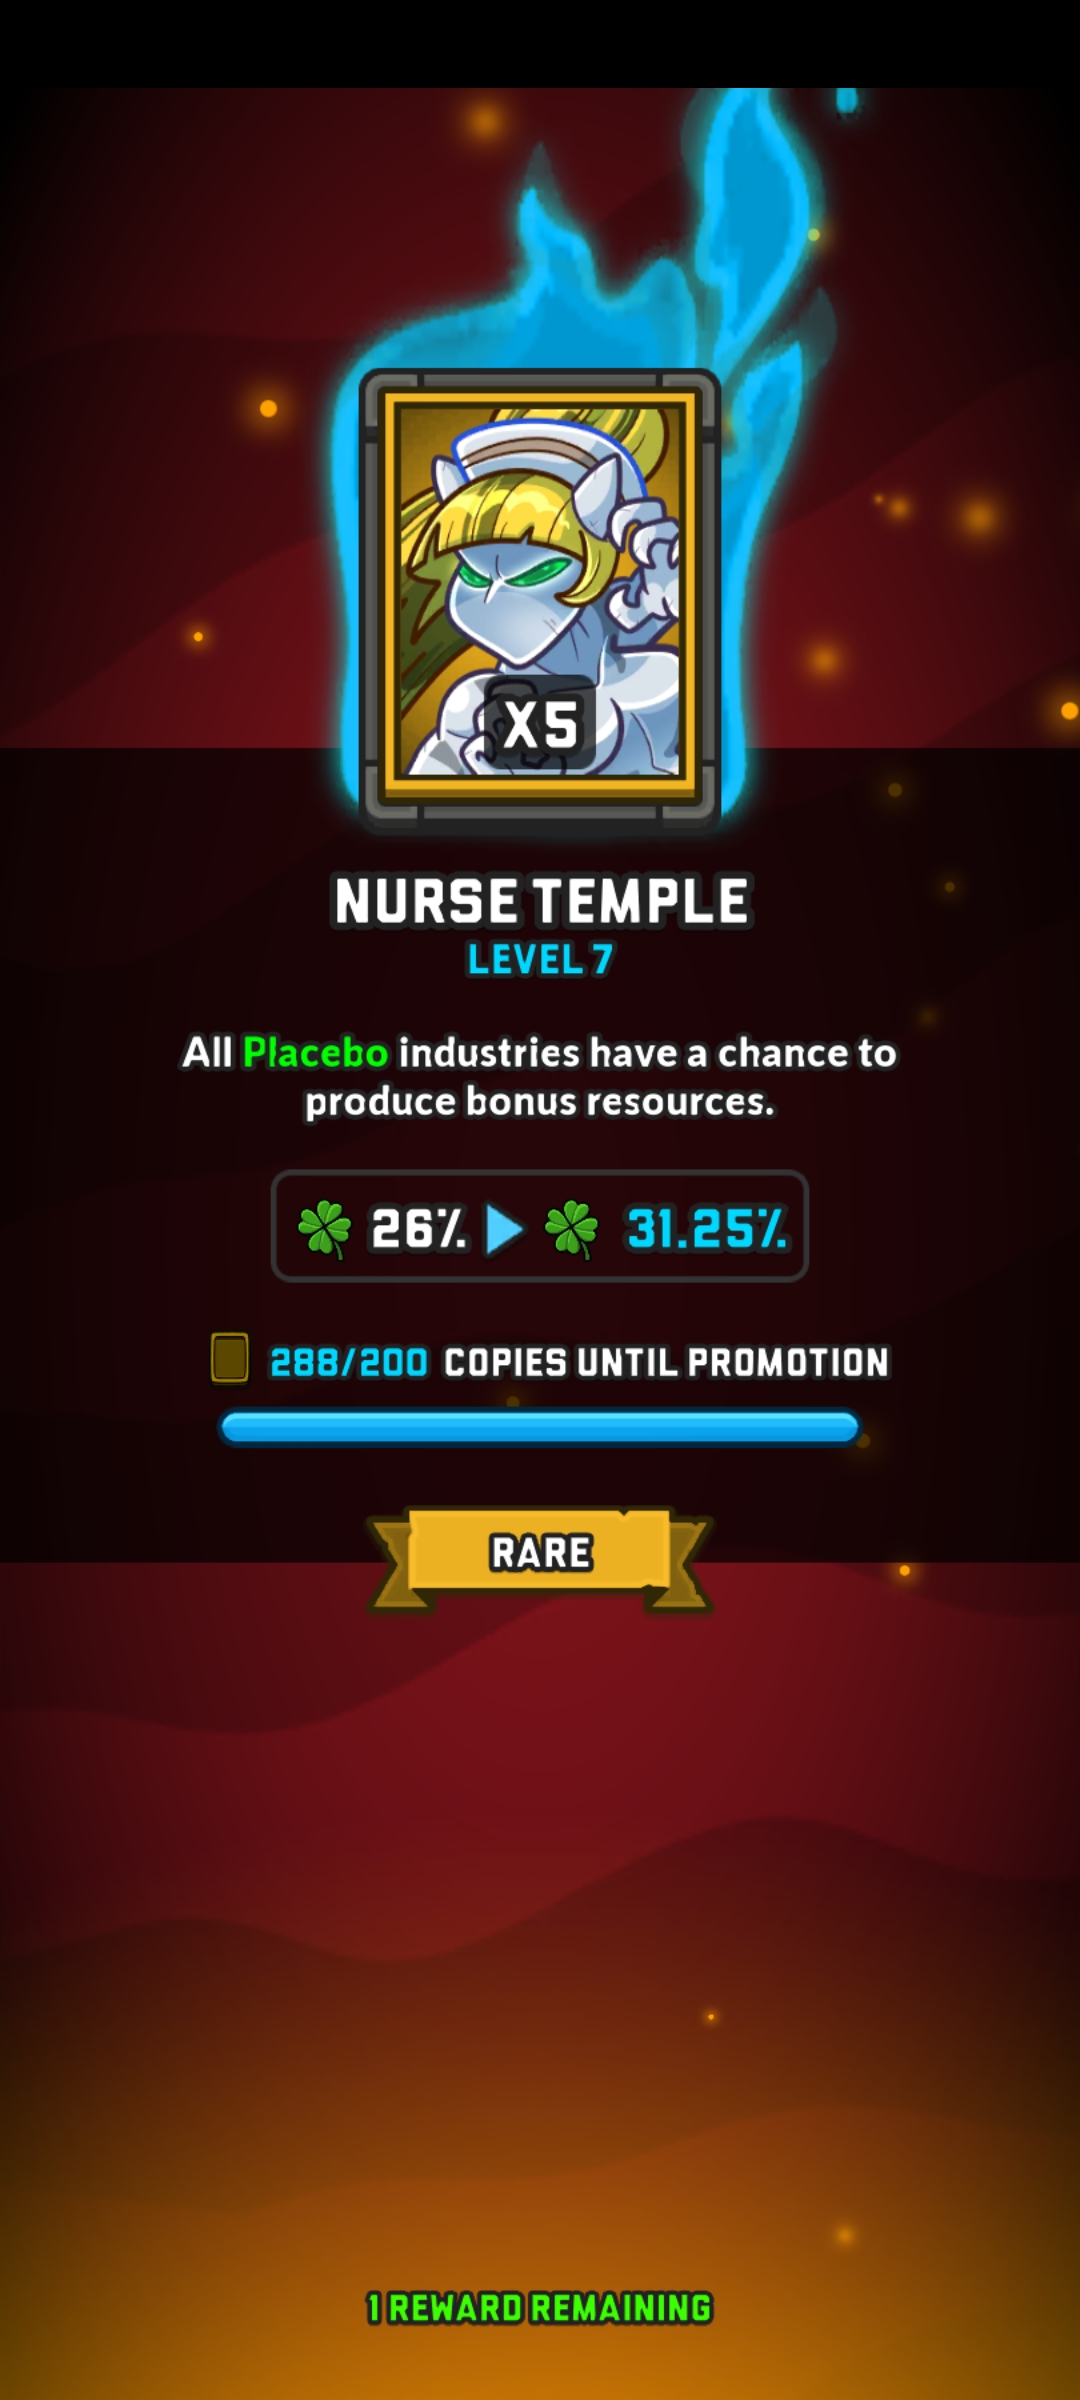 X5
NURSE TEMPLE
LEVEL 7
All Placebo industries have a chance to
produce bonus resources.
26% 31.25%
288/200 COPIES UNTIL PROMOTION
RARE
1 REWARD REMAINING